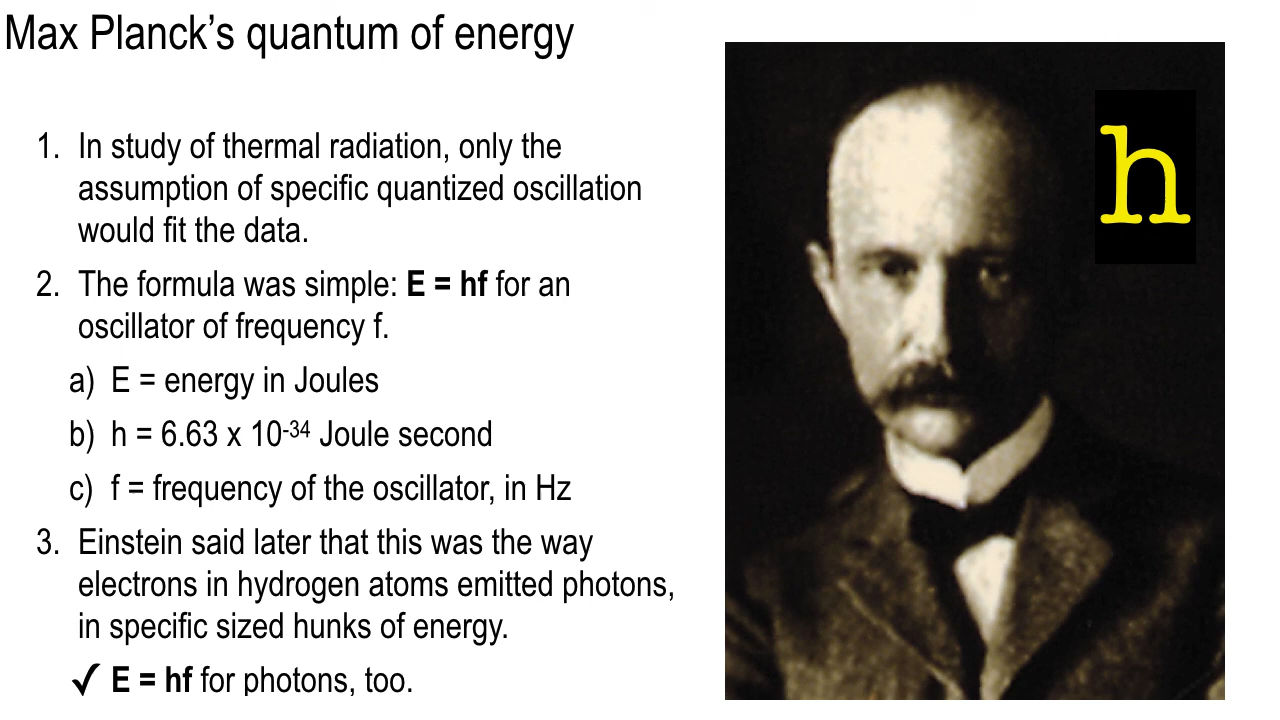 Max Planck’s quantum of energy
1. In study of thermal radiation, only the
assumption of specific quantized oscillation
would fit the data.
2. The formula was simple: E = hf for an
oscillator of frequency f.
a) E = energy in Joules
b) h = 6.63 x 10⁻³⁴ Joule second
c) f = frequency of the oscillator, in Hz
3. Einstein said later that this was the way
electrons in hydrogen atoms emitted photons,
in specific sized hunks of energy.
✓ E = hf for photons, too.
h